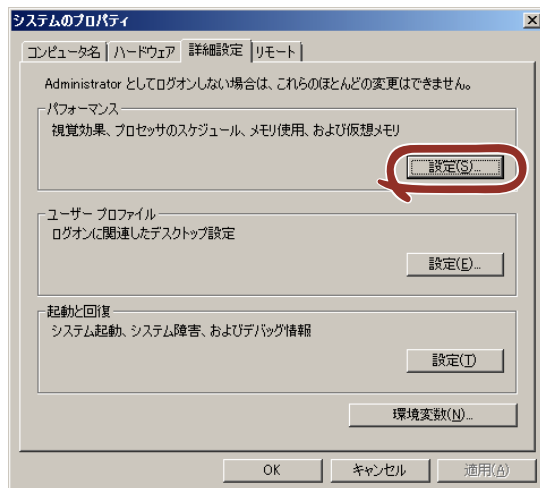 システムのプロパティ
コンピュータ名 ハードウェア 詳細設定 リモート
Administrator としてログオンしない場合は、これらのほとんどの変更はできません。
パフォーマンス
視覚効果、プロセッサのスケジュール、メモリ使用、および仮想メモリ
設定(S)...
ユーザー プロファイル
ログオンに関連したデスクトップ設定
設定(E)...
起動と回復
システム起動、システム障害、およびデバッグ情報
設定(T)
環境変数(N)...
OK キャンセル 適用(A)